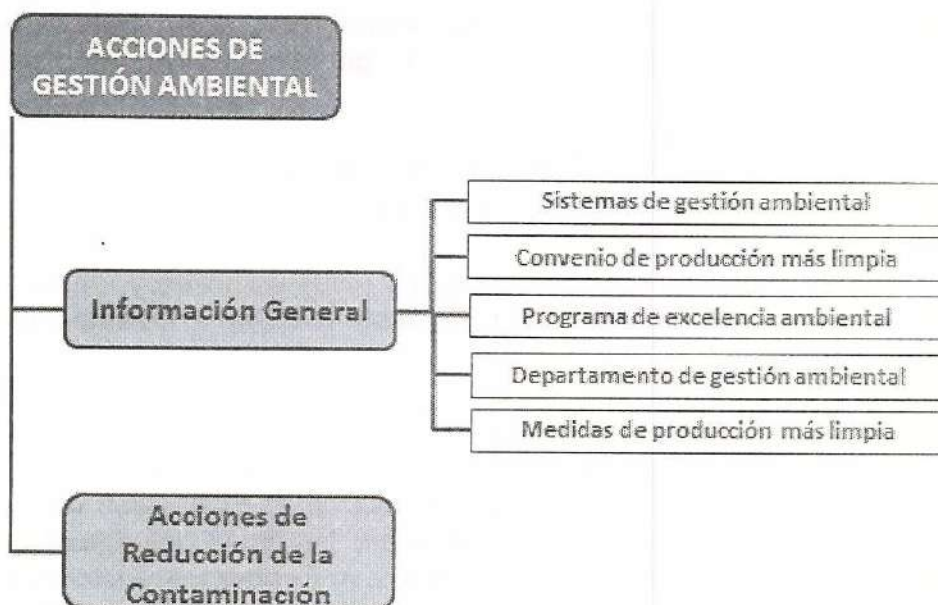 ACCIONES DE
GESTIÓN AMBIENTAL
Sistemas de gestión ambiental
Convenio de producción más limpia
Información General
Programa de excelencia ambiental
Departamento de gestión ambiental
Medidas de producción más limpia
Acciones de
Reducción de la
Contaminación